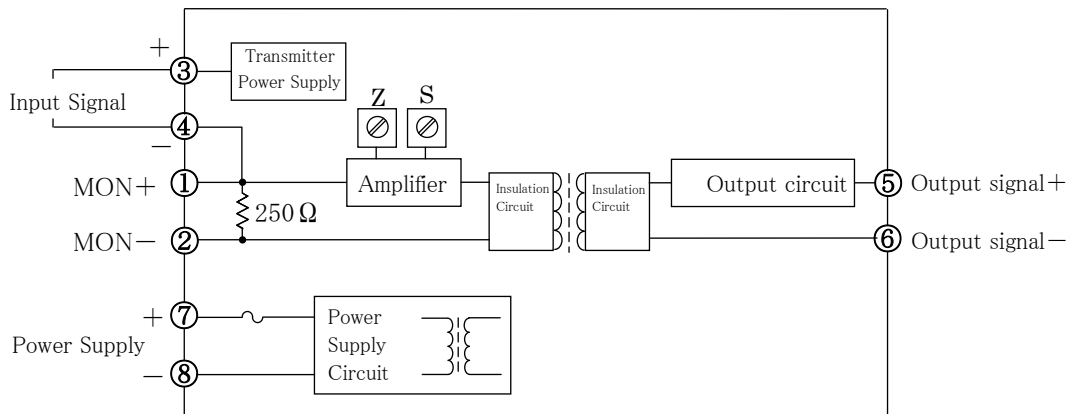 +
③
Transmitter
Power Supply
Input Signal
④
−
Z
S
MON+
①
Amplifier
Insulation
Circuit
Insulation
Circuit
Output circuit
⑤
Output signal+
250Ω
MON−
②
⑥
Output signal−
+
⑦
Power Supply
−
⑧
Power
Supply
Circuit